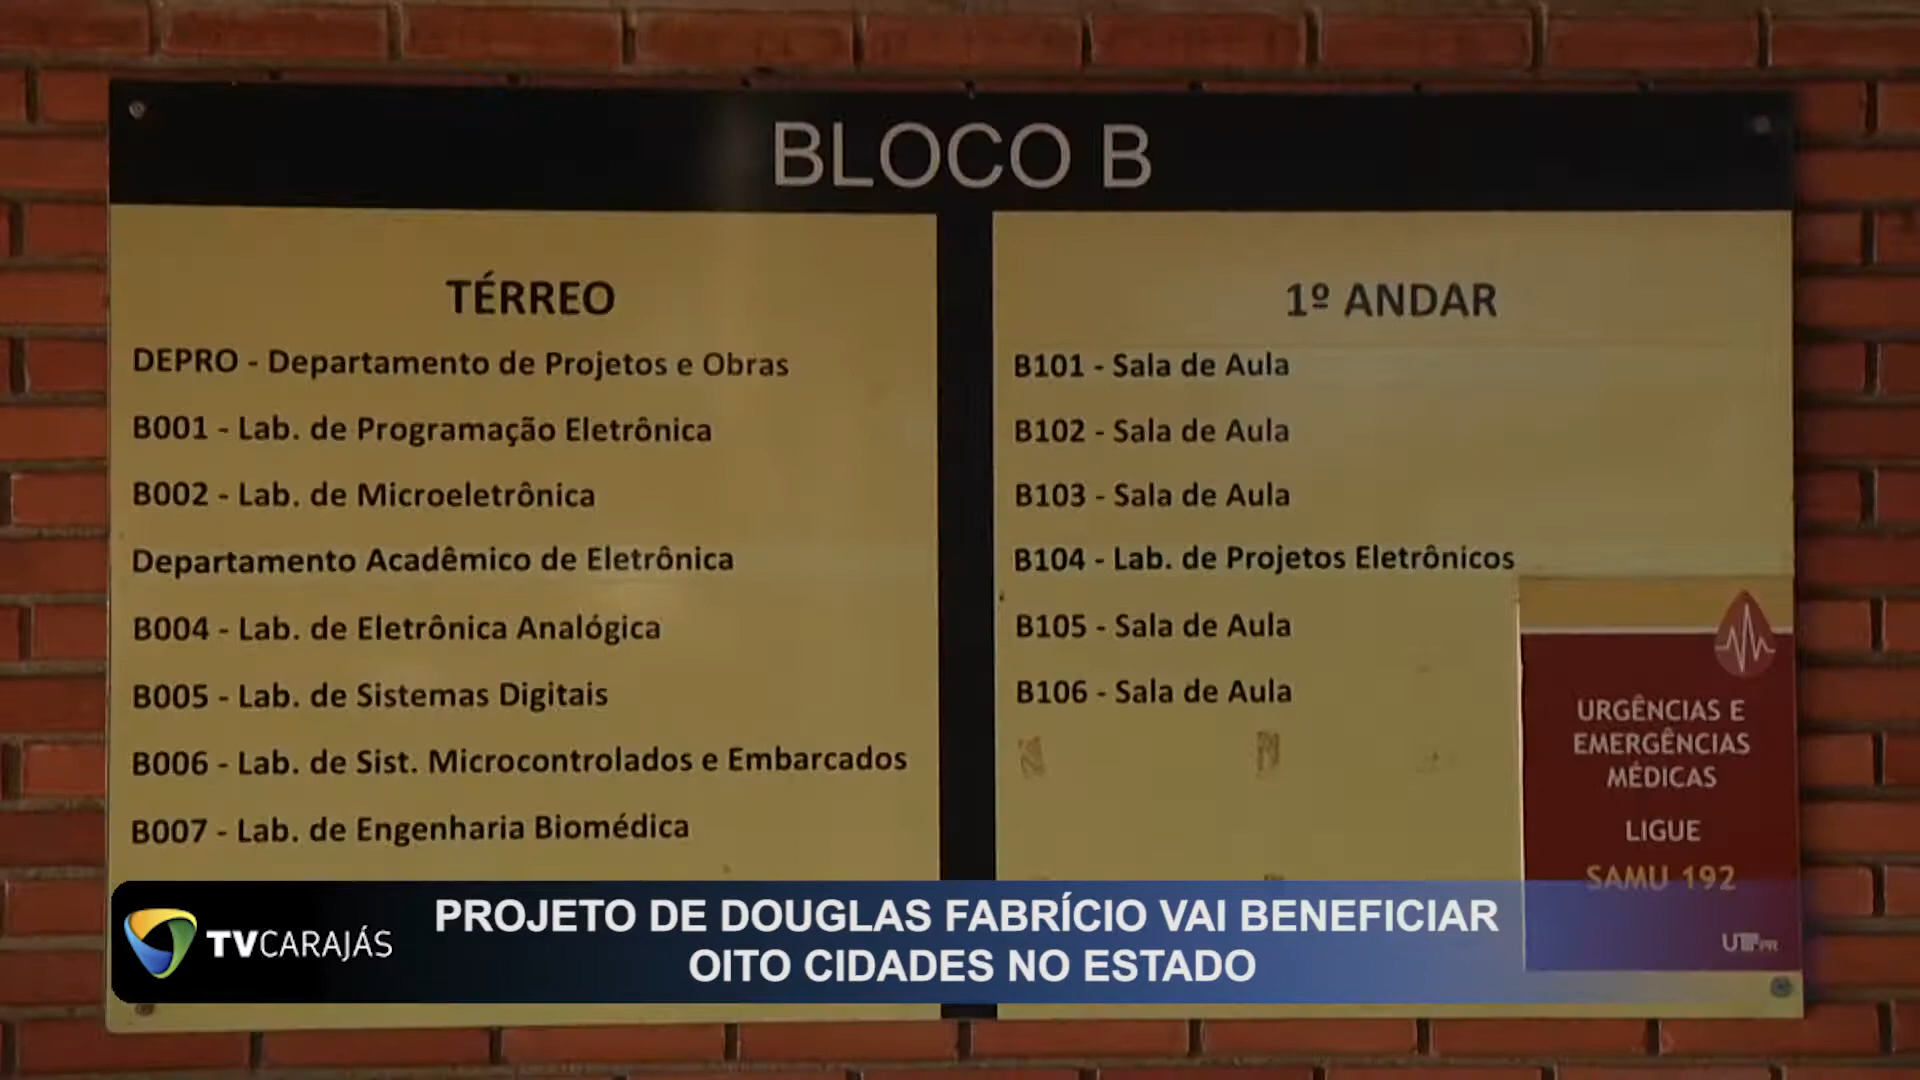 BLOCO B
TÉRREO
DEPRO - Departamento de Projetos e Obras
B001 - Lab. de Programação Eletrônica
B002 - Lab. de Microeletrônica
Departamento Acadêmico de Eletrônica
B004 - Lab. de Eletrônica Analógica
B005 - Lab. de Sistemas Digitais
B006 - Lab. de Sist. Microcontrolados e Embarcados
B007 - Lab. de Engenharia Biomédica
1º ANDAR
B101 - Sala de Aula
B102 - Sala de Aula
B103 - Sala de Aula
B104 - Lab. de Projetos Eletrônicos
B105 - Sala de Aula
B106 - Sala de Aula
URGÊNCIAS E
EMERGÊNCIAS
MÉDICAS
LIGUE
SAMU 192
UTFPR
TVCARAJÁS
PROJETO DE DOUGLAS FABRÍCIO VAI BENEFICIAR
OITO CIDADES NO ESTADO